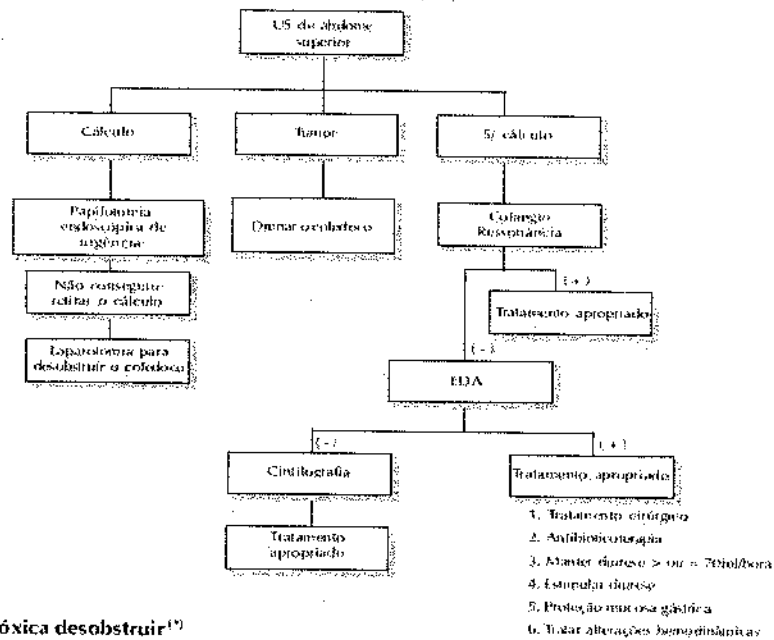 US de abdome
superior
Cálculo
Tumor
S/ cálculo
Papilotomia
endoscópica de
urgência
Drenar o colédoco
Colangio
Ressonância
Não consegue
retirar o cálculo
(+)
Tratamento apropriado
Laparotomia para
desobstruir o colédoco
(-)
EDA
(-)
(+)
Cintilografia
Tratamento apropriado
Tratamento
apropriado
1. Tratamento cirúrgico
2. Antibioticoterapia
3. Manter diurese > ou = 70ml/hora
4. Estimular diurese
5. Proteção mucosa gástrica
6. Tratar alterações hemodinâmicas
óxica desobstruir(*)